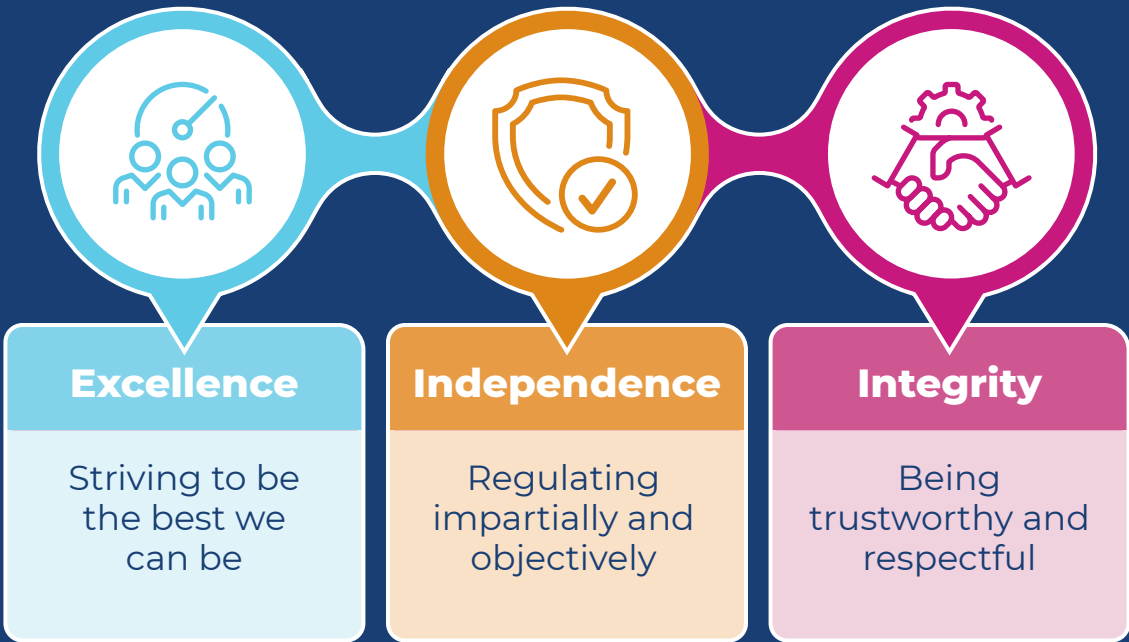 Excellence
Striving to be
the best we
can be
Independence
Regulating
impartially and
objectively
Integrity
Being
trustworthy and
respectful